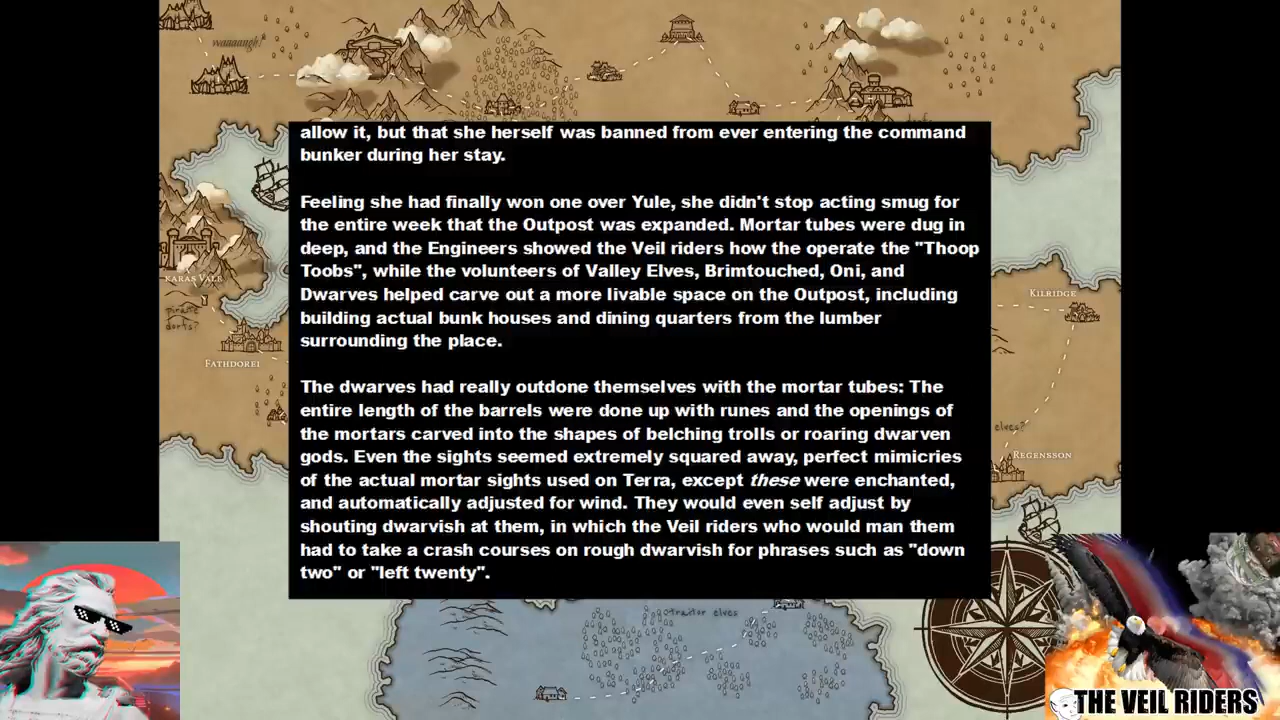 waaaangh!
allow it, but that she herself was banned from ever entering the command
bunker during her stay.
Feeling she had finally won one over Yule, she didn't stop acting smug for
the entire week that the Outpost was expanded. Mortar tubes were dug in
deep, and the Engineers showed the Veil riders how the operate the "Thoop
Toobs", while the volunteers of Valley Elves, Brimtouched, Oni, and
Dwarves helped carve out a more livable space on the Outpost, including
building actual bunk houses and dining quarters from the lumber
surrounding the place.
The dwarves had really outdone themselves with the mortar tubes: The
entire length of the barrels were done up with runes and the openings of
the mortars carved into the shapes of belching trolls or roaring dwarven
gods. Even the sights seemed extremely squared away, perfect mimicries
of the actual mortar sights used on Terra, except these were enchanted,
and automatically adjusted for wind. They would even self adjust by
shouting dwarvish at them, in which the Veil riders who would man them
had to take a crash courses on rough dwarvish for phrases such as "down
two" or "left twenty".
KARAS VALE
pirate
dorfs?
FATHDOREI
KILRIDGE
elves?
REGENSSON
traitor elves
THE VEIL RIDERS